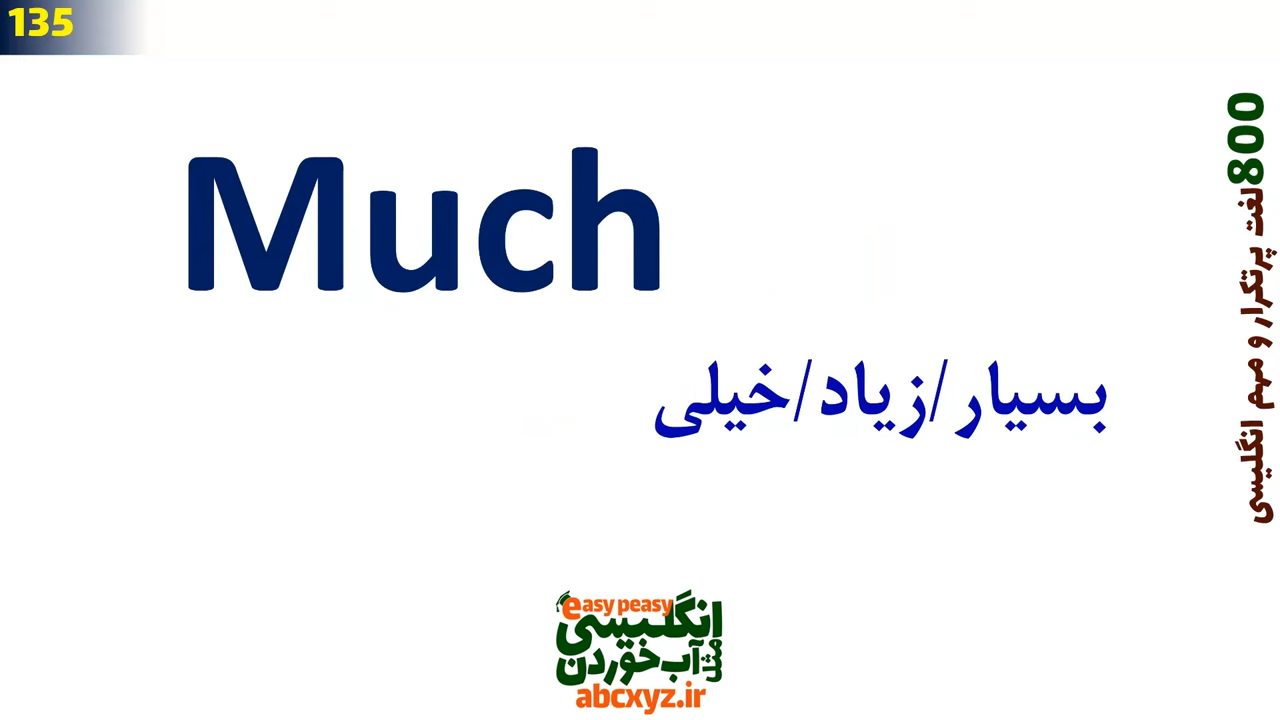 135
Much
بسیار/زیاد/خیلی
800 لغت پرتکرار و مهم انگلیسی
easy peasy
انگلیسی
مثل آب خوردن
abcxyz.ir